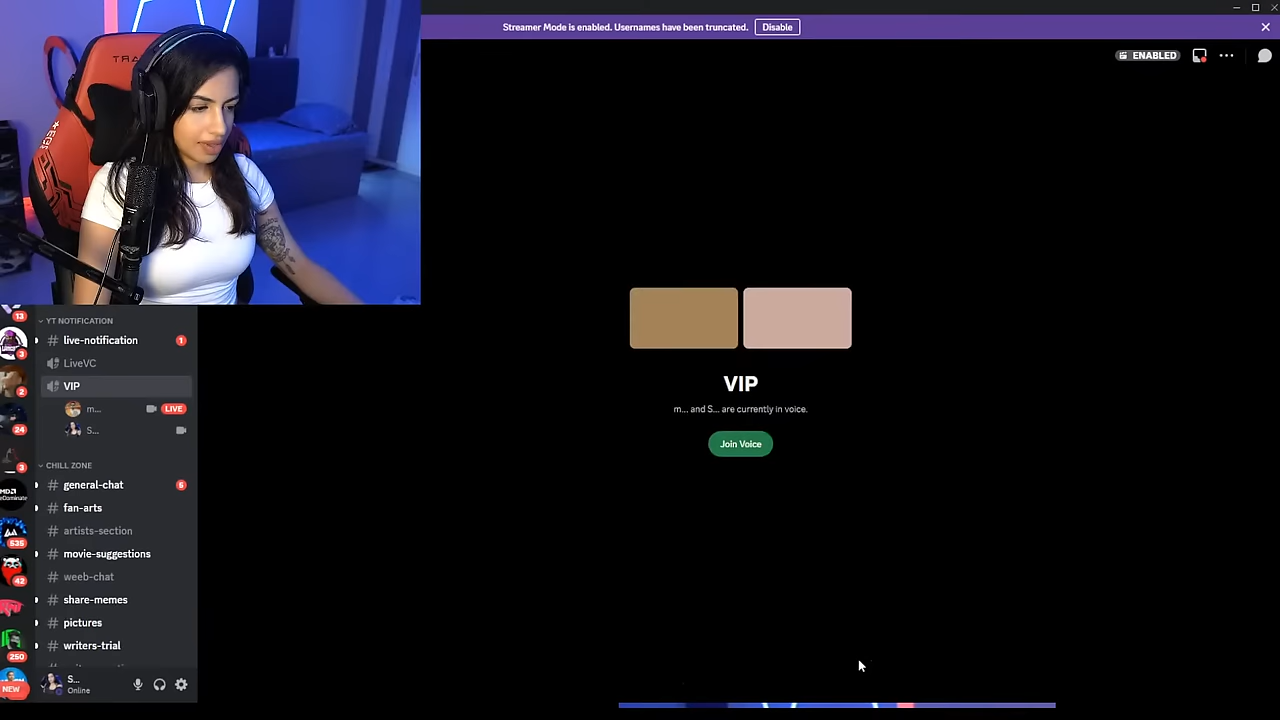 Streamer Mode is enabled. Usernames have been truncated. Disable
ENABLED
TRA
13
YT NOTIFICATION
# live-notification 1
3
LiveVC
2
VIP
m... LIVE
24
S...
3
CHILL ZONE
# general-chat 6
# fan-arts
# artists-section
535
# movie-suggestions
42
# weeb-chat
# share-memes
# pictures
# writers-trial
250
NEW
S...
Online
VIP
m... and S... are currently in voice.
Join Voice